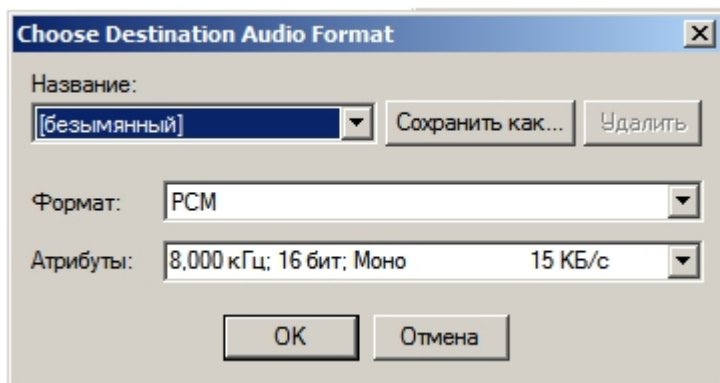 Choose Destination Audio Format
Название:
[безымянный] Сохранить как... Удалить
Формат: PCM
Атрибуты: 8,000 кГц; 16 бит; Моно 15 КБ/с
OK Отмена